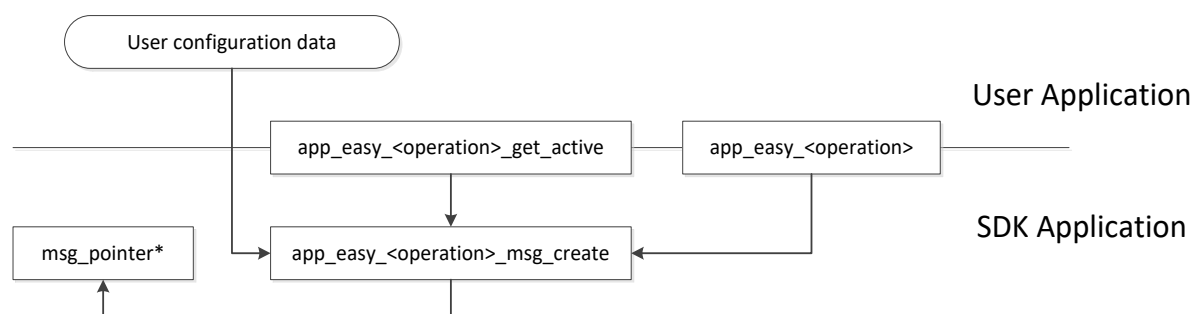 User configuration data
User Application
app_easy_<operation>_get_active
app_easy_<operation>
SDK Application
msg_pointer*
app_easy_<operation>_msg_create